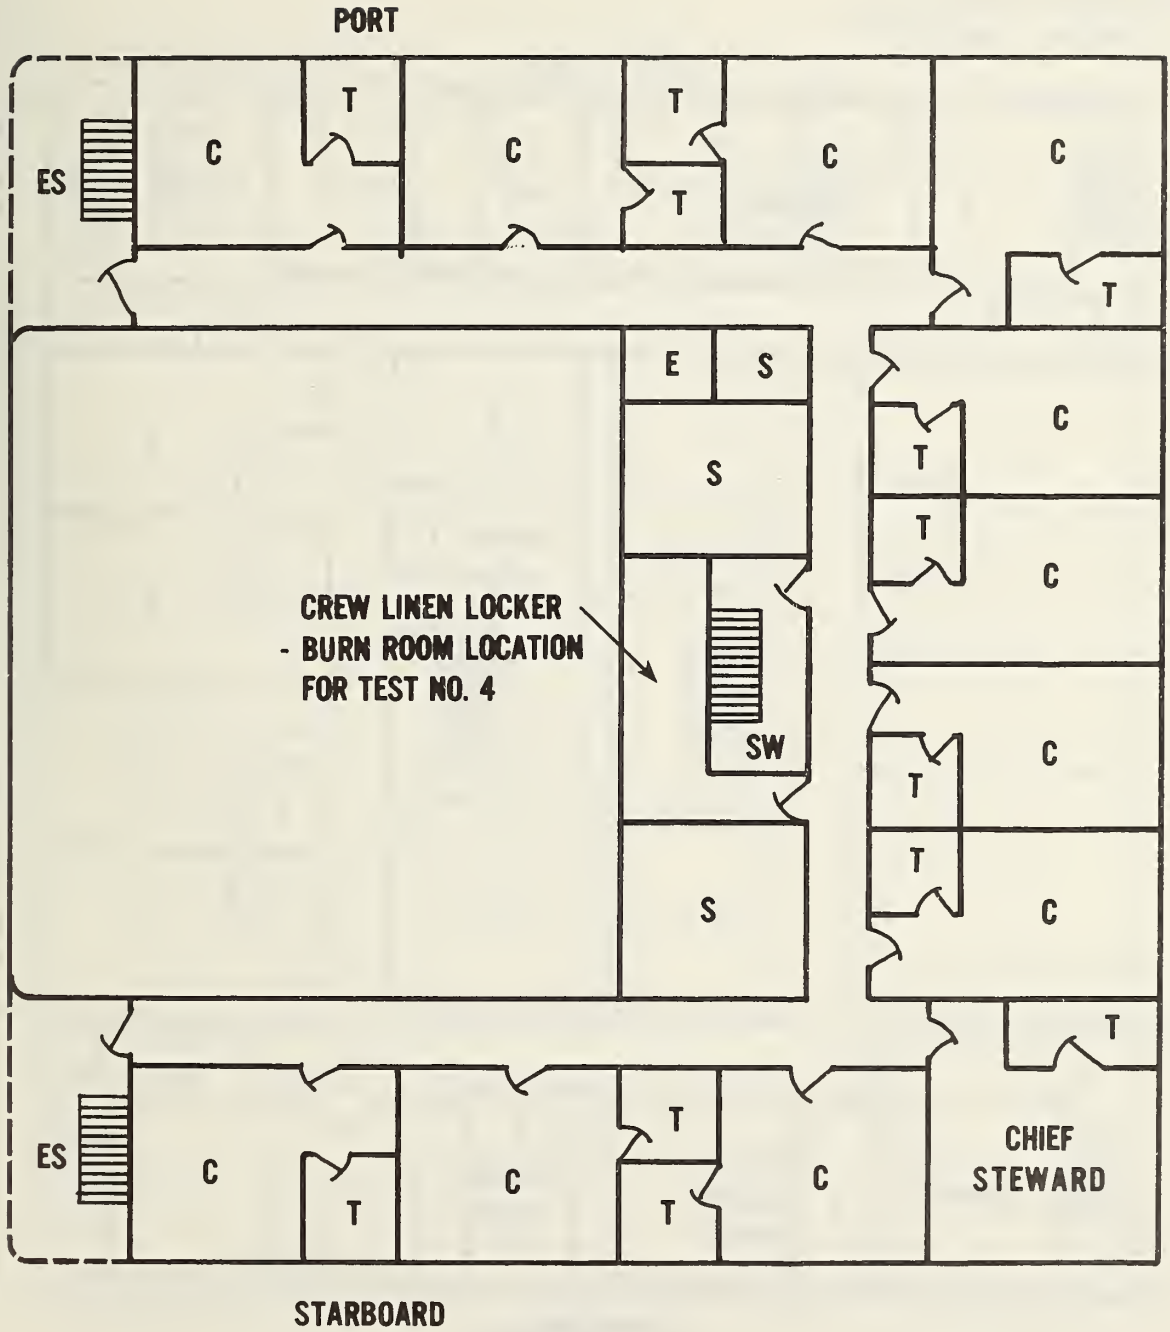 PORT
T
T
C
C
C
C
ES
T
T
E
S
C
T
S
T
C
CREW LINEN LOCKER
- BURN ROOM LOCATION
FOR TEST NO. 4
SW
C
T
T
S
C
T
T
CHIEF
STEWARD
ES
C
C
C
T
T
STARBOARD